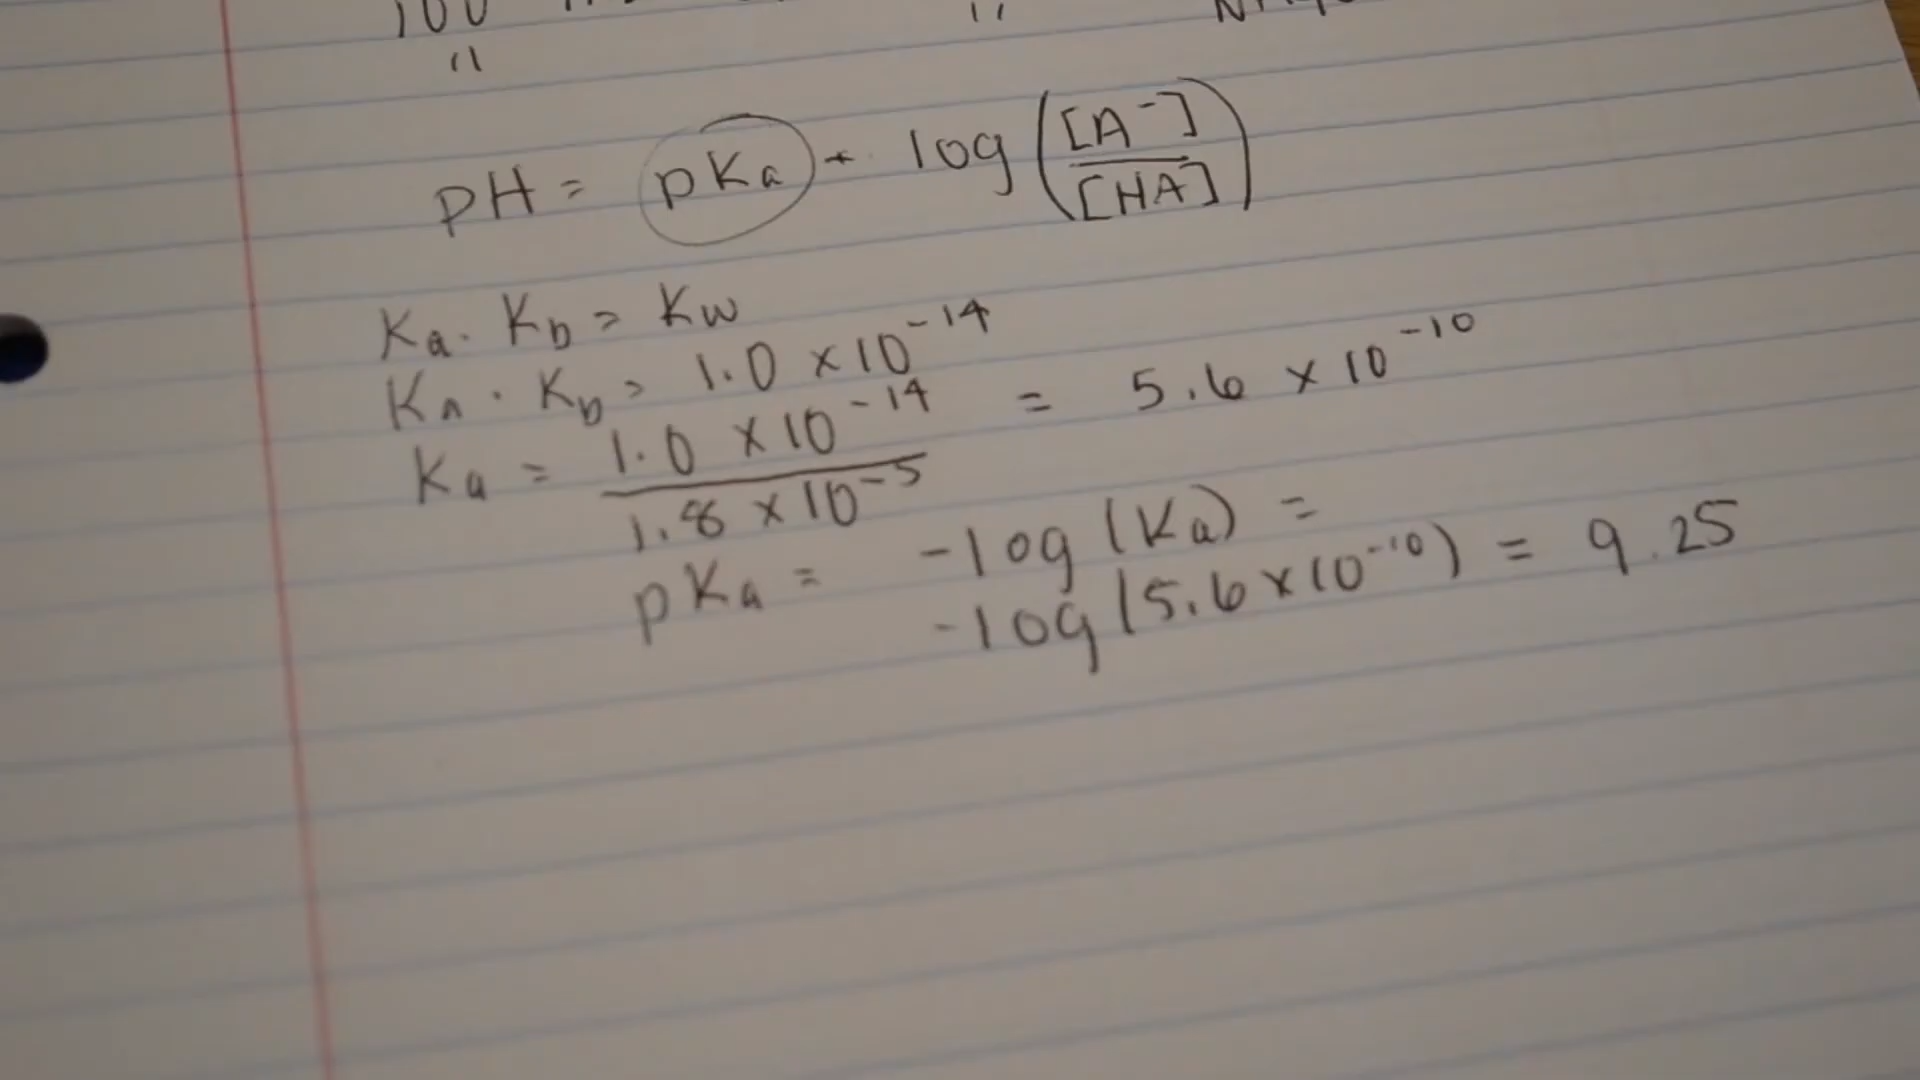 100
" "
pH = pKa + log ([A⁻] / [HA])
Ka · Kb = Kw
Ka · Kb = 1.0 x 10⁻¹⁴
Ka = 1.0 x 10⁻¹⁴ / 1.8 x 10⁻⁵ = 5.6 x 10⁻¹⁰
pKa = -log (Ka) =
-log (5.6 x 10⁻¹⁰) = 9.25